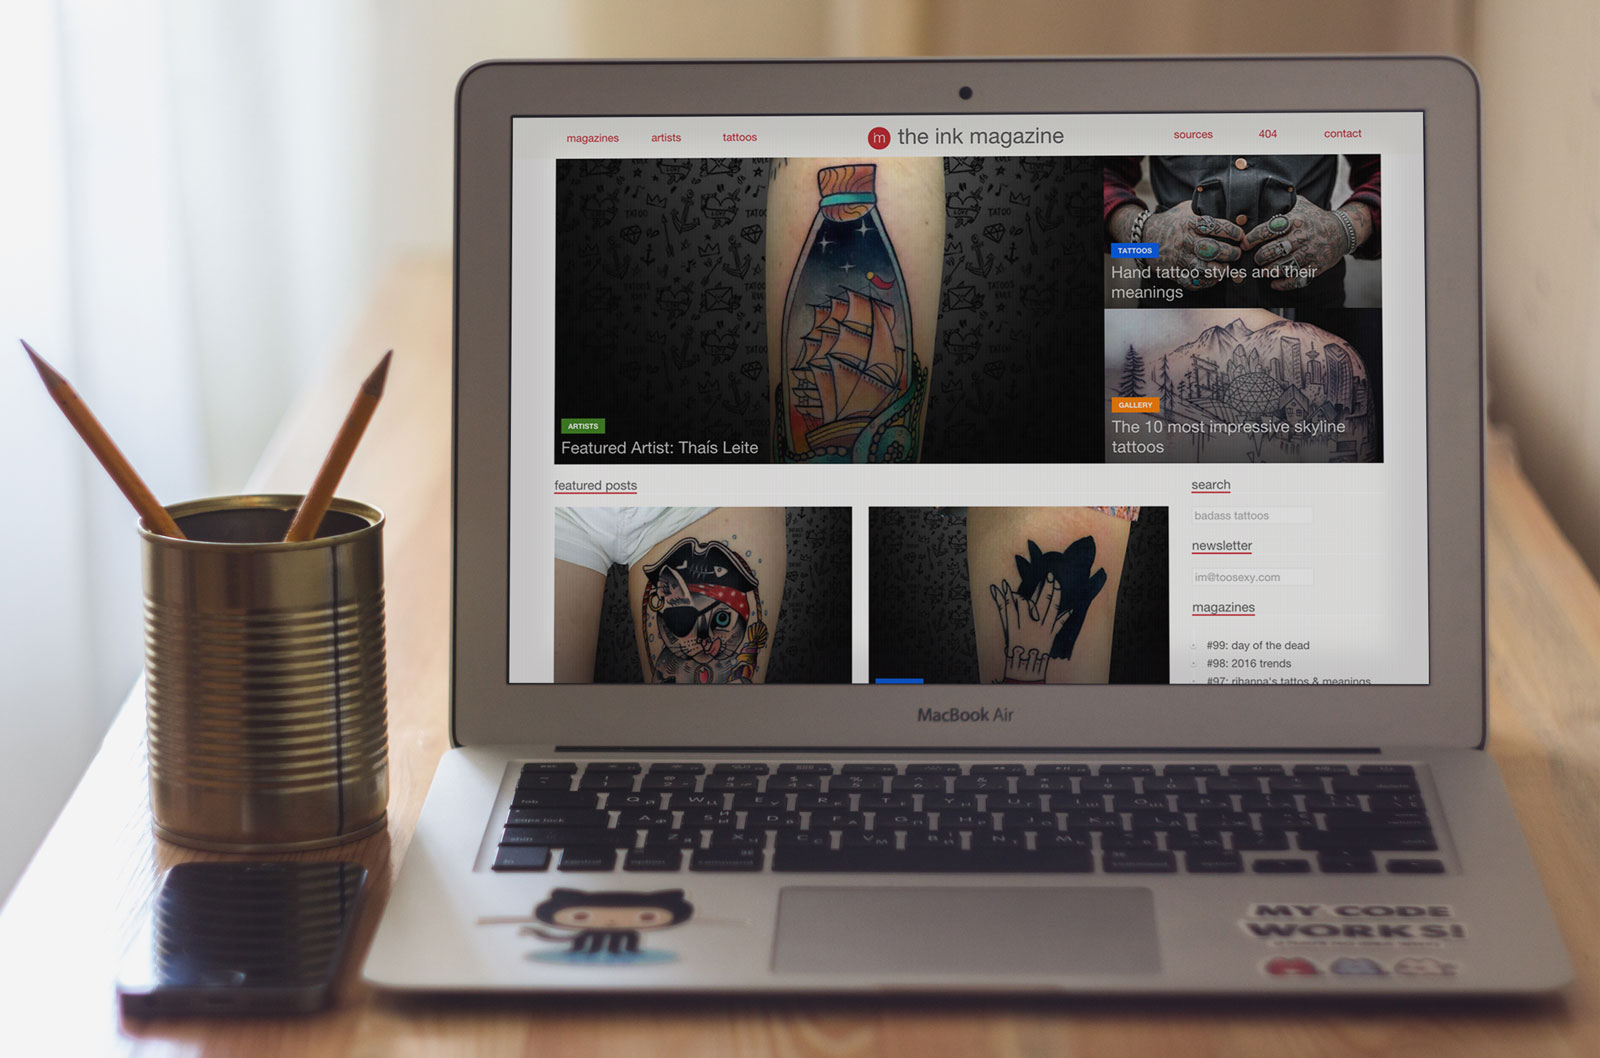 magazines
artists
tattoos
im
the ink magazine
sources
404
contact
ARTISTS
Featured Artist: Thaís Leite
TATTOOS
Hand tattoo styles and their
meanings
GALLERY
The 10 most impressive skyline
tattoos
featured posts
search
badass tattoos
newsletter
im@toosexy.com
magazines
#99: day of the dead
#98: 2016 trends
#97: rihanna's tattos & meanings
MacBook Air
MY CODE
WORKS!